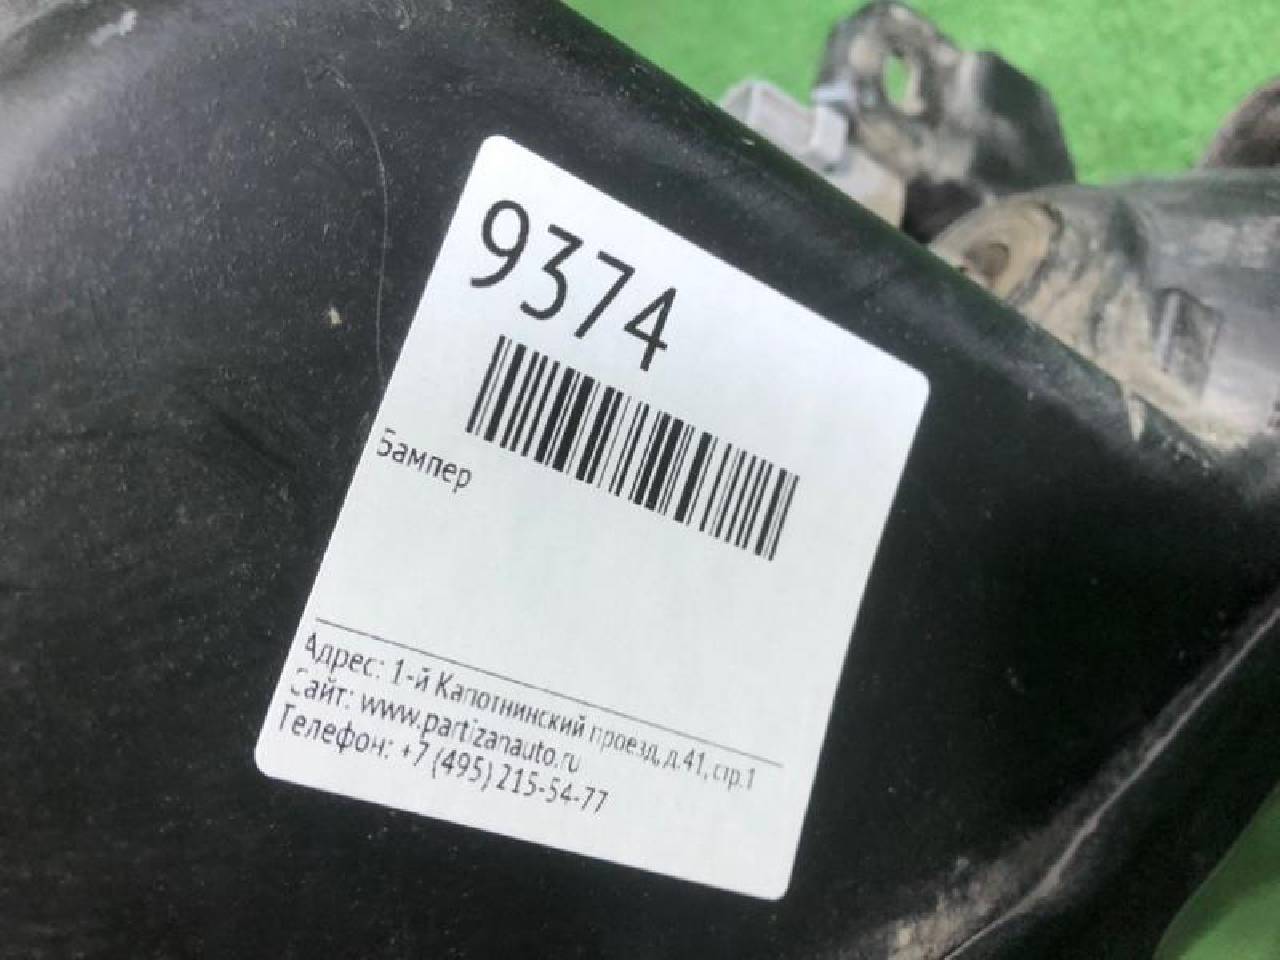 9374
Бампер
Адрес: 1-й Капотнинский проезд, д.41, стр.1
Сайт: www.partizanauto.ru
Телефон: +7 (495) 215-54-77